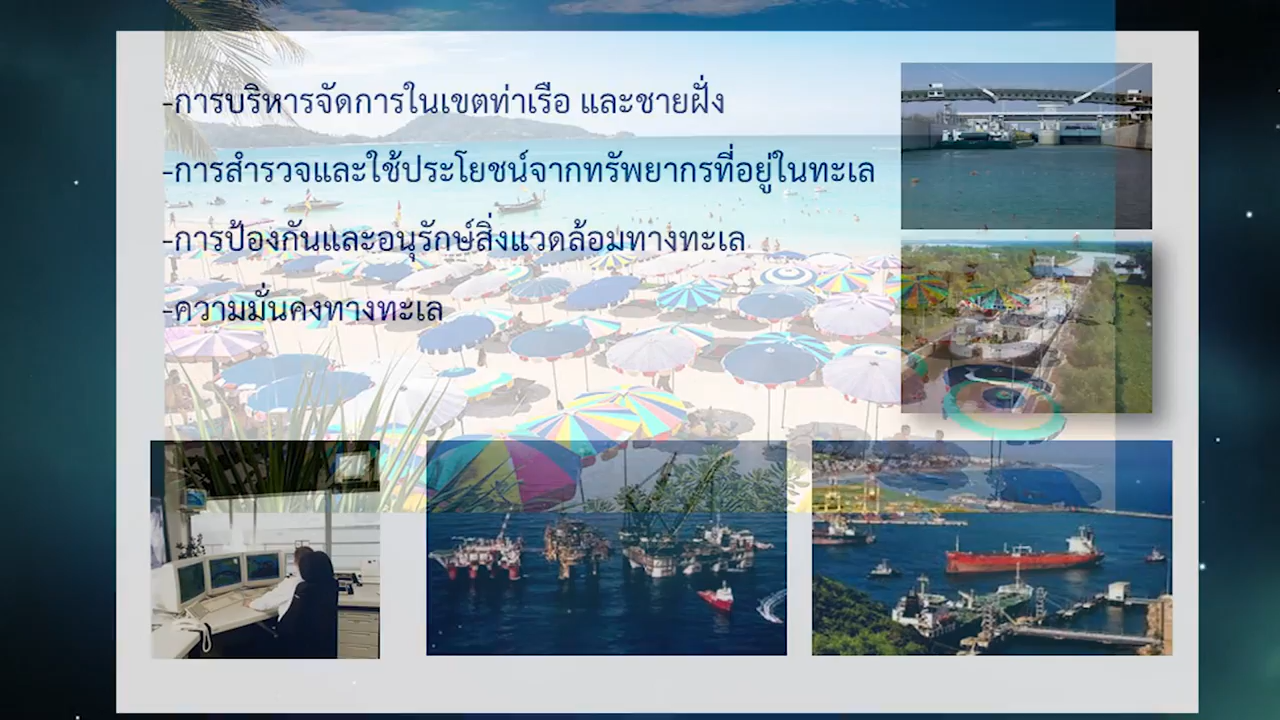 -การบริหารจัดการในเขตท่าเรือ และชายฝั่ง
-การสำรวจและใช้ประโยชน์จากทรัพยากรที่อยู่ในทะเล
-การป้องกันและอนุรักษ์สิ่งแวดล้อมทางทะเล
-ความมั่นคงทางทะเล